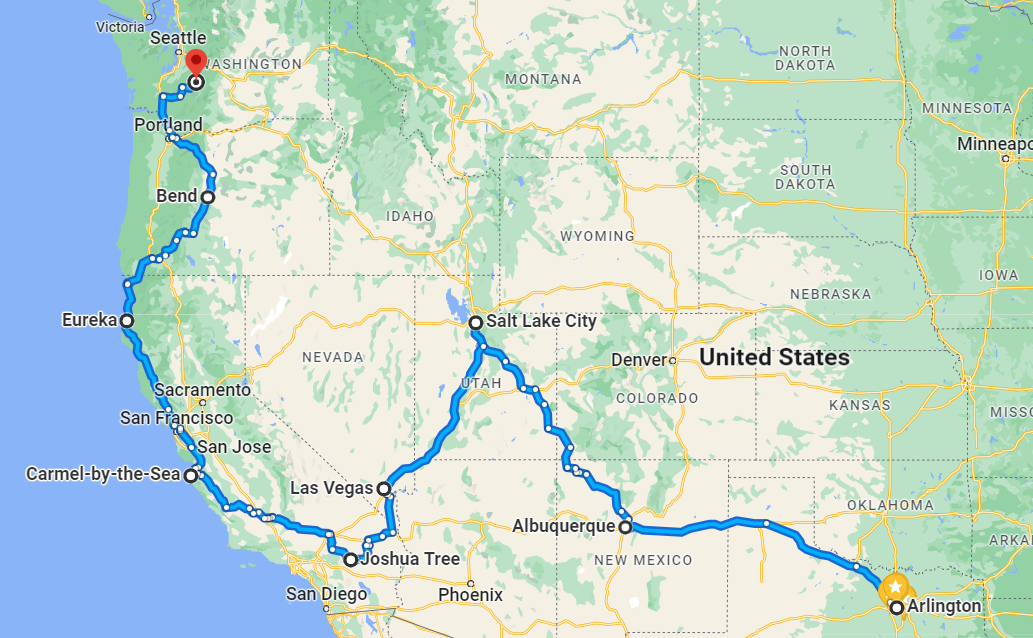 Victoria
Seattle
WASHINGTON
NORTH
DAKOTA
MONTANA
MINNESOTA
Portland
Minneapo
SOUTH
DAKOTA
Bend
IDAHO
WYOMING
IOWA
NEBRASKA
Eureka
Salt Lake City
NEVADA
Denver
United States
UTAH
Sacramento
COLORADO
KANSAS
MISSO
San Francisco
San Jose
Carmel-by-the-Sea
Las Vegas
OKLAHOMA
Albuquerque
ARKA
NEW MEXICO
Joshua Tree
San Diego
Phoenix
Arlington